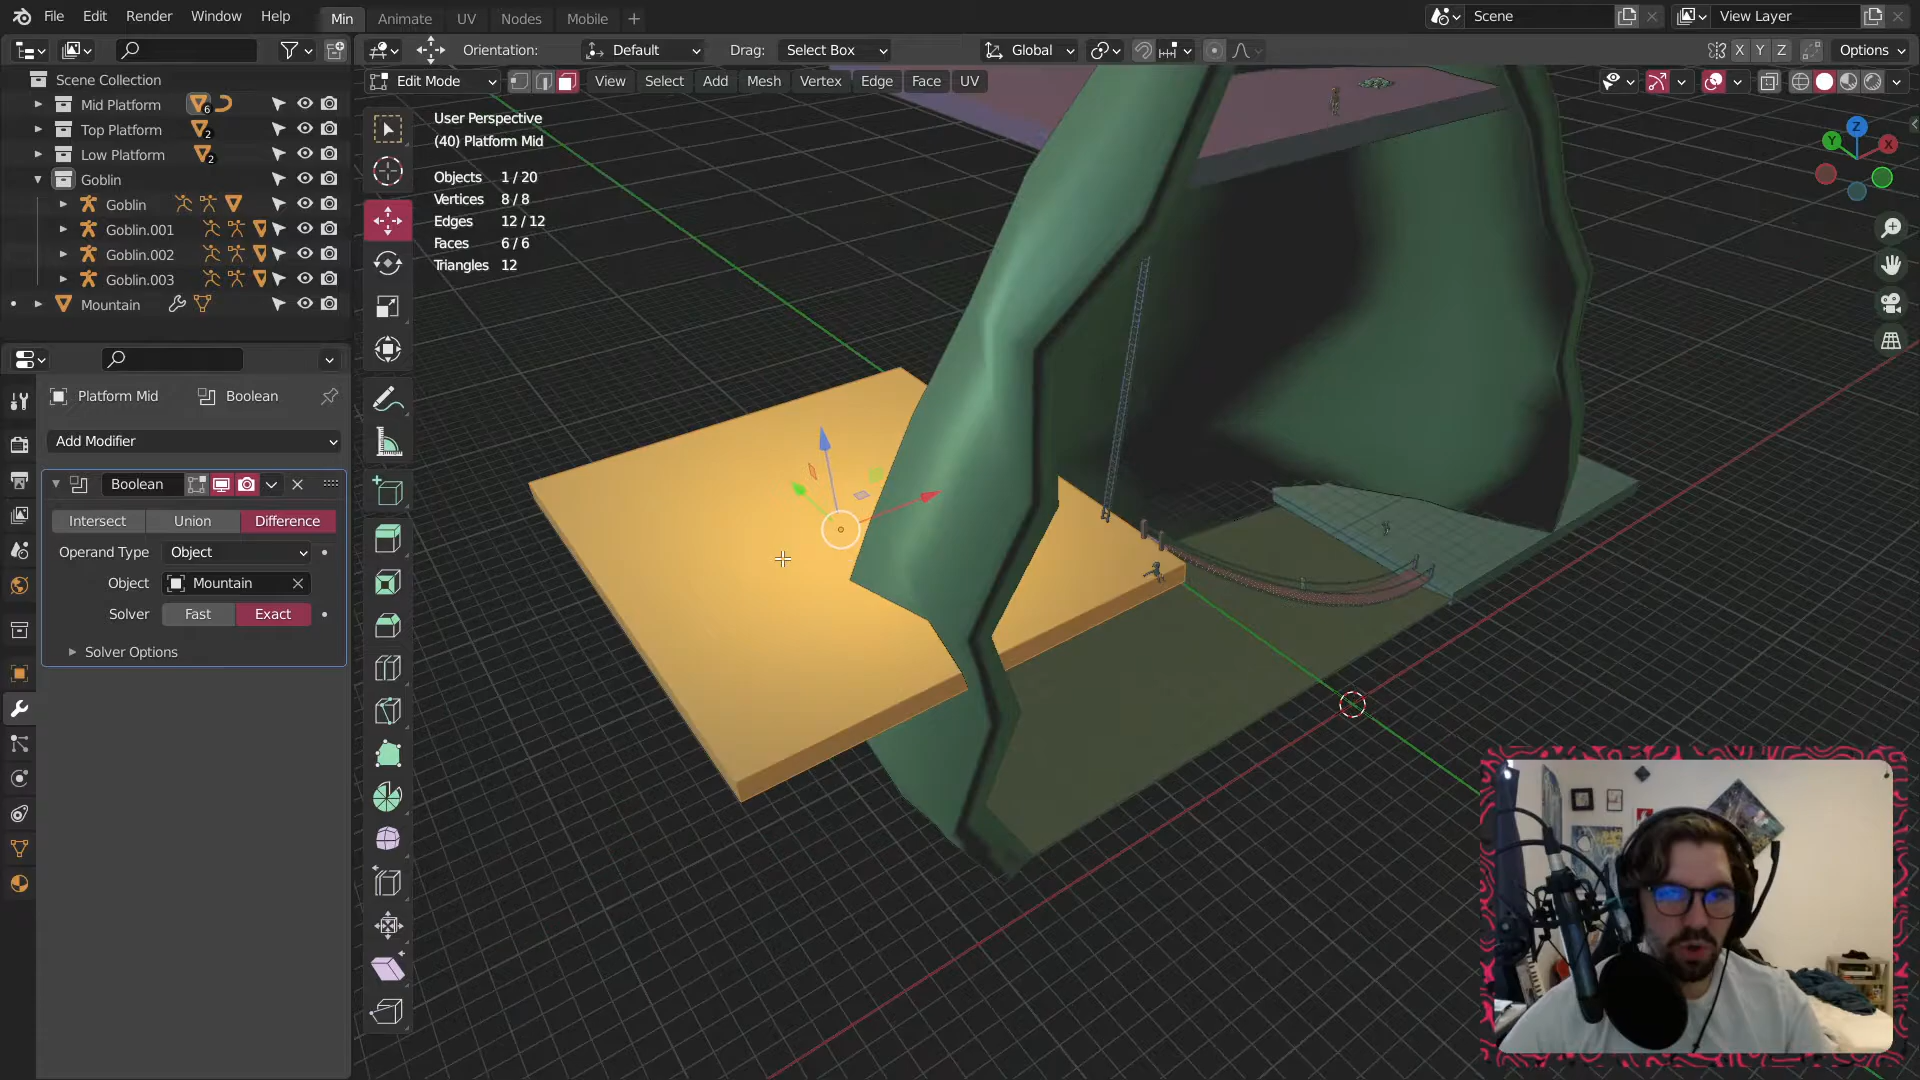 File Edit Render Window Help Min Animate UV Nodes Mobile Scene View Layer
Orientation: Default Drag: Select Box Global X Y Z Options
Edit Mode View Select Add Mesh Vertex Edge Face UV
Scene Collection
Mid Platform 6
Top Platform 2
Low Platform 2
Goblin
Goblin
Goblin.001
Goblin.002
Goblin.003
Mountain
User Perspective
(40) Platform Mid
Objects 1 / 20
Vertices 8 / 8
Edges 12 / 12
Faces 6 / 6
Triangles 12
Z
Y
X
Platform Mid Boolean
Add Modifier
Boolean
Intersect Union Difference
Operand Type Object
Object Mountain
Solver Fast Exact
Solver Options